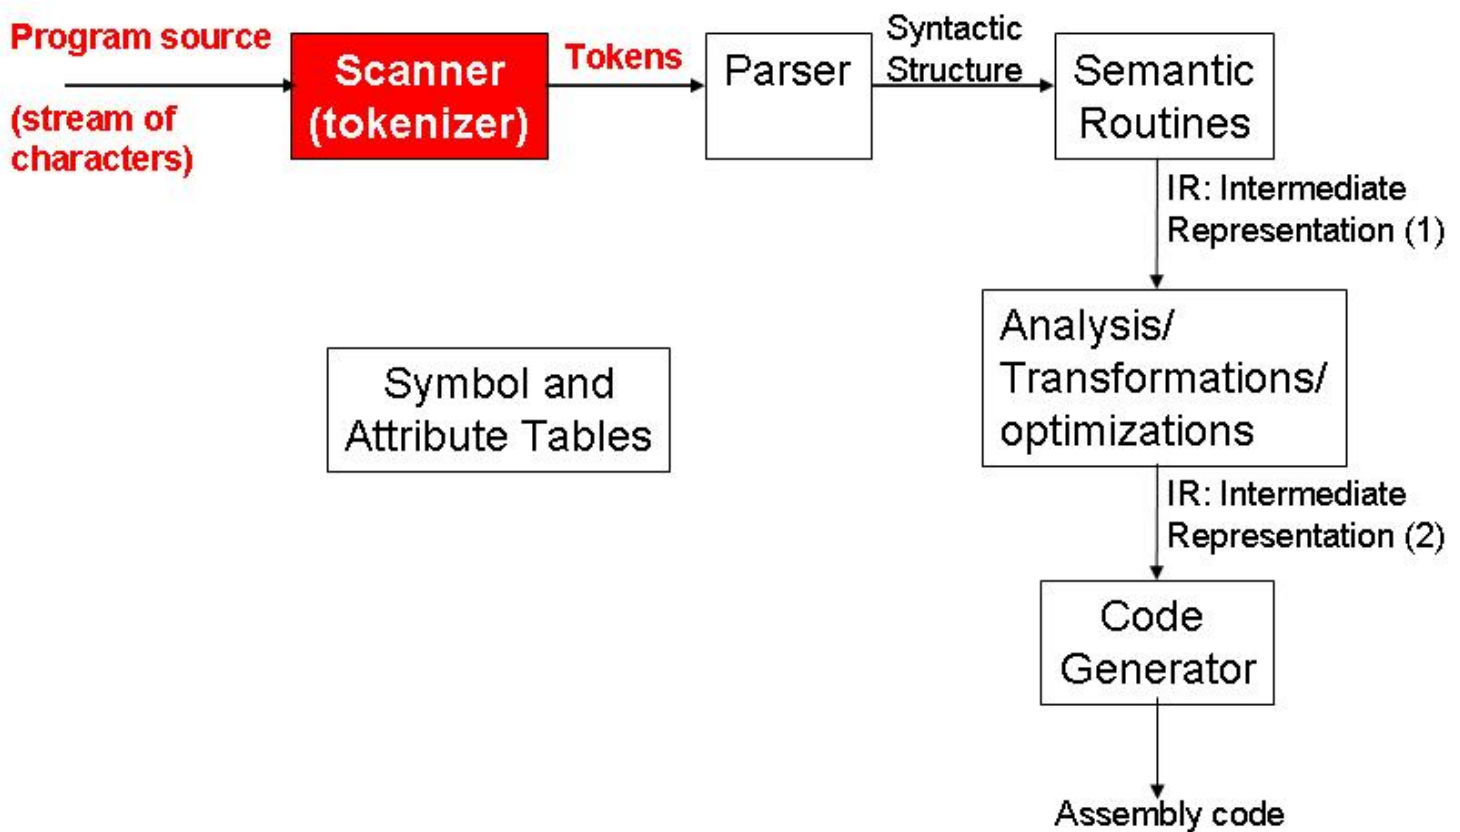 Program source
(stream of
characters)
Scanner
(tokenizer)
Tokens
Parser
Syntactic
Structure
Semantic
Routines
IR: Intermediate
Representation (1)
Analysis/
Transformations/
optimizations
Symbol and
Attribute Tables
IR: Intermediate
Representation (2)
Code
Generator
Assembly code